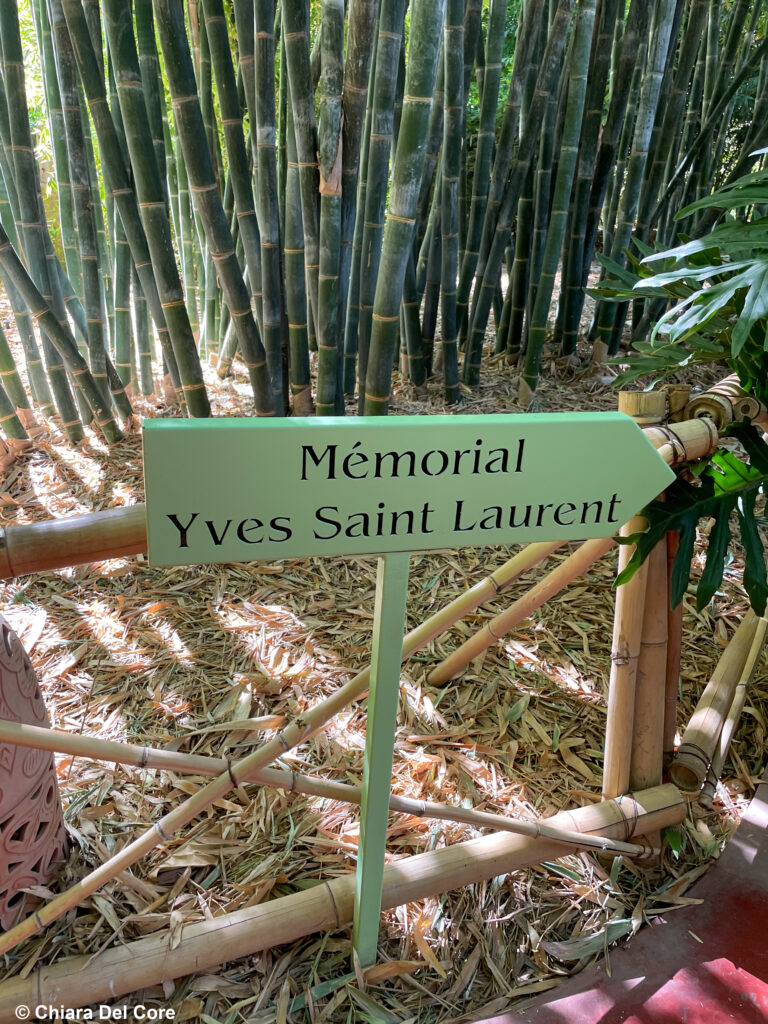 Mémorial
Yves Saint Laurent
© Chiara Del Core